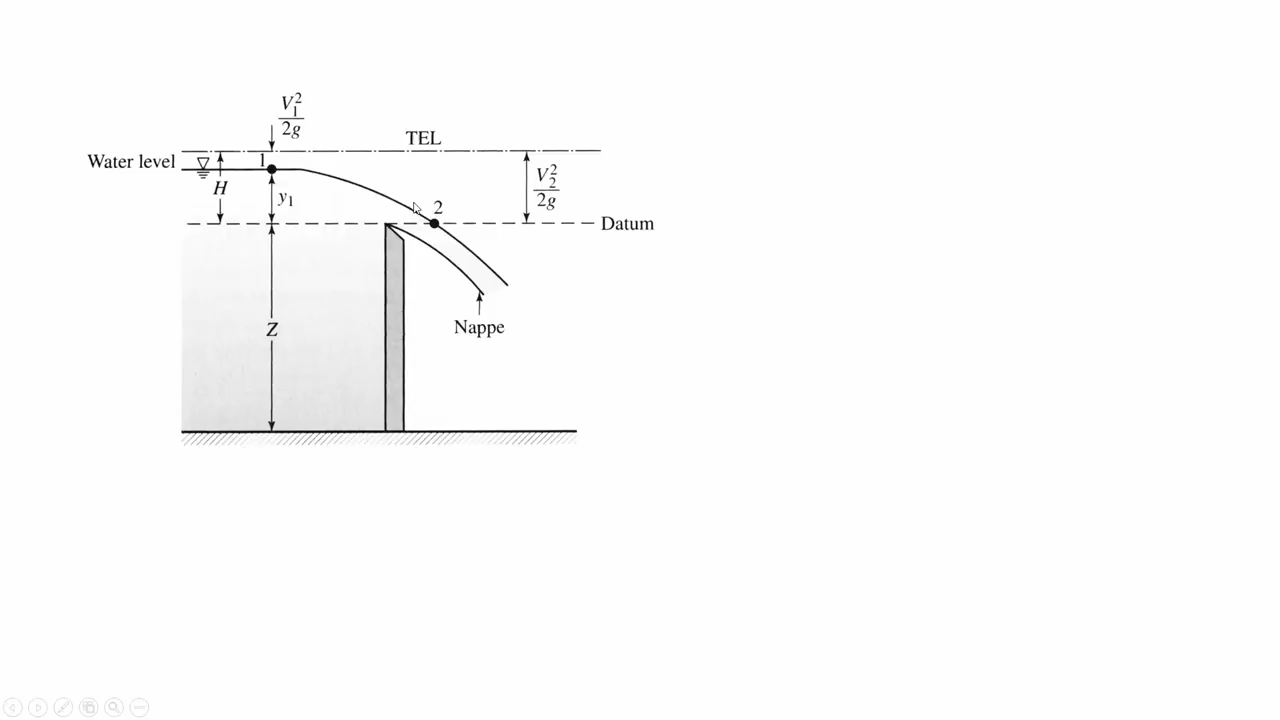 V₁²
2g
TEL
Water level
1
H
y₁
V₂²
2g
2
Datum
Z
Nappe